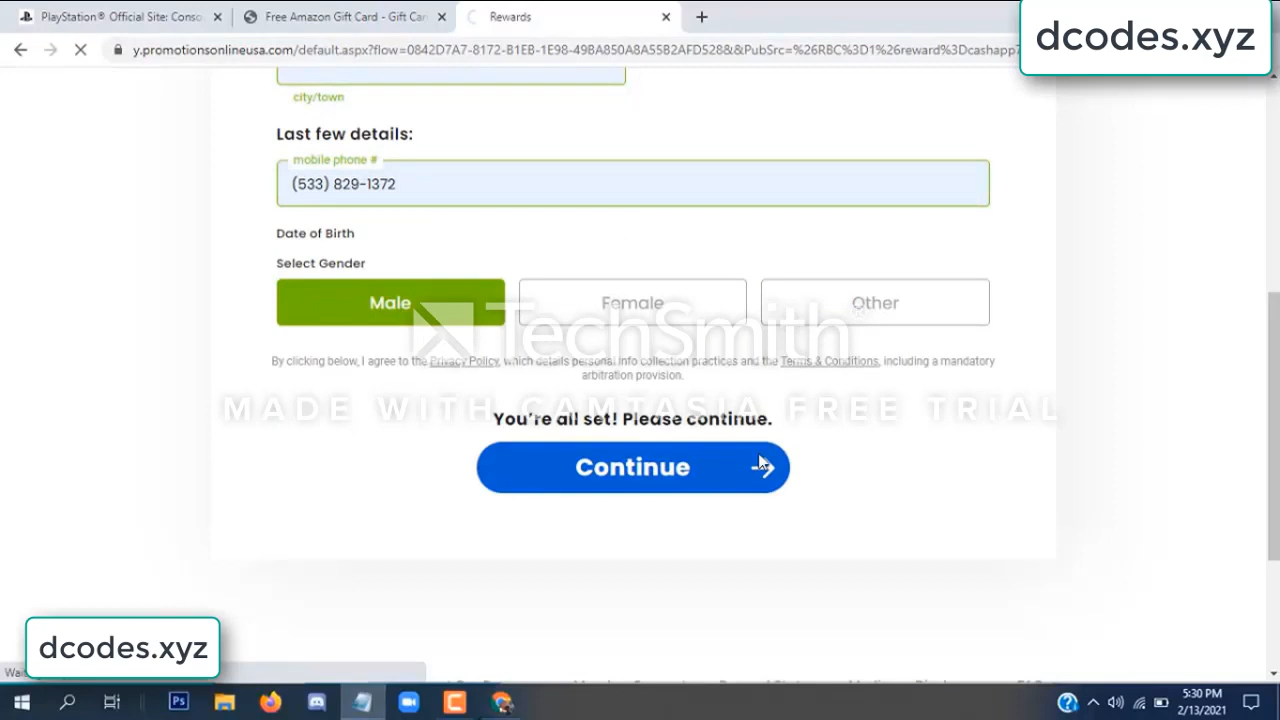 PlayStation® Official Site: Conso
Free Amazon Gift Card - Gift Car
Rewards
y.promotionsonlineusa.com/default.aspx?flow=0842D7A7-8172-B1EB-1E98-49BA850A8A55B2AFD528&&PubSrc=%26RBC%3D1%26reward%3Dcashapp7
dcodes.xyz
city/town
Last few details:
mobile phone #
(533) 829-1372
Date of Birth
Select Gender
Male
Female
Other
TechSmith
By clicking below, I agree to the Privacy Policy, which details personal info collection practices and the Terms & Conditions, including a mandatory
arbitration provision.
MADE WITH CAMTASIA FREE TRIAL
You're all set! Please continue.
Continue
dcodes.xyz
Wai
Ps
5:30 PM
2/13/2021